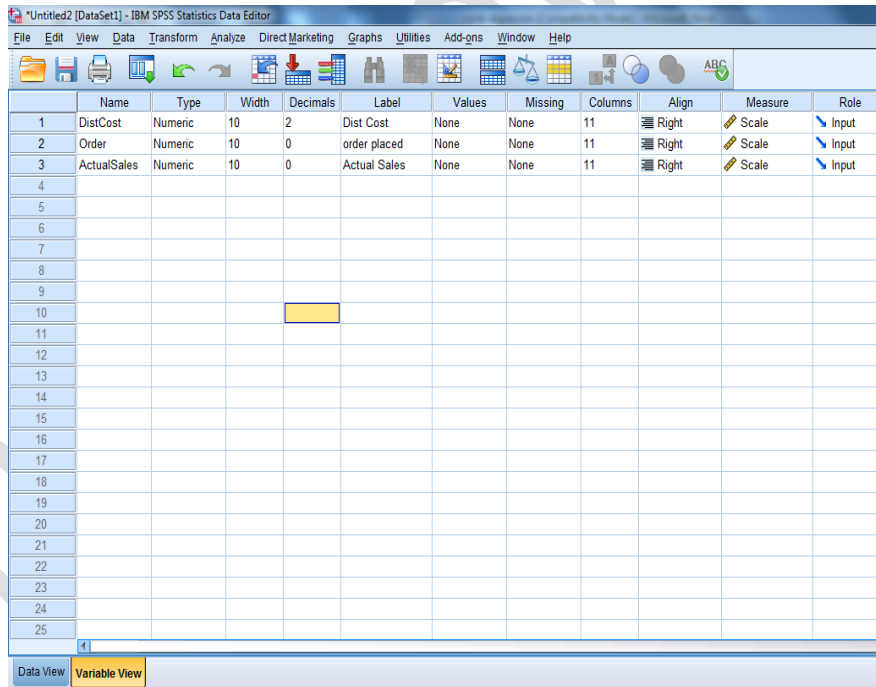 *Untitled2 [DataSet1] - IBM SPSS Statistics Data Editor
File Edit View Data Transform Analyze Direct Marketing Graphs Utilities Add-ons Window Help
A
14
ABC
Name Type Width Decimals Label Values Missing Columns Align Measure Role
1 DistCost Numeric 10 2 Dist Cost None None 11 Right Scale Input
2 Order Numeric 10 0 order placed None None 11 Right Scale Input
3 ActualSales Numeric 10 0 Actual Sales None None 11 Right Scale Input
4
5
6
7
8
9
10
11
12
13
14
15
16
17
18
19
20
21
22
23
24
25
Data View Variable View